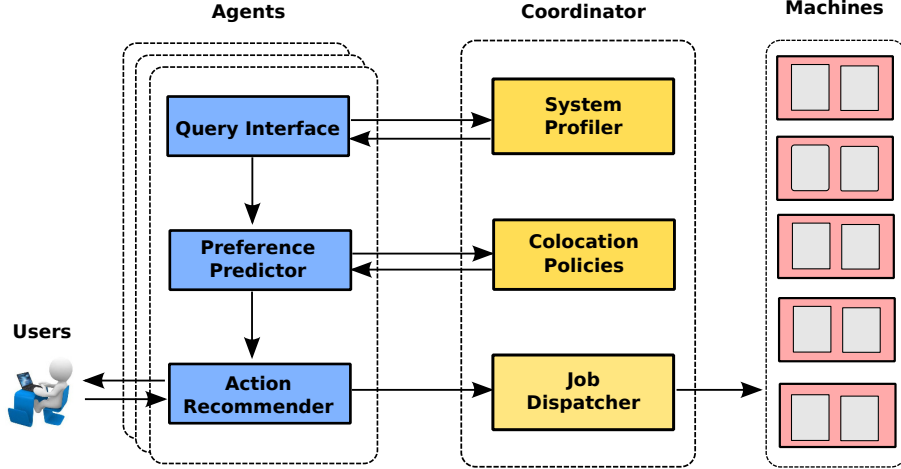 Agents
Coordinator
Machines
Query Interface
System
Profiler
Preference
Predictor
Colocation
Policies
Users
Action
Recommender
Job
Dispatcher